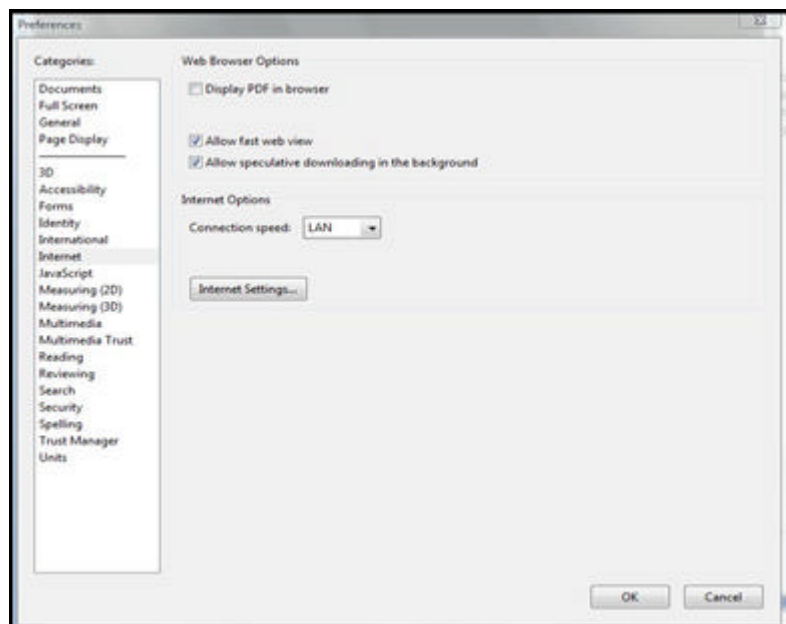 Preferences
Categories:
Documents
Full Screen
General
Page Display
3D
Accessibility
Forms
Identity
International
Internet
JavaScript
Measuring (2D)
Measuring (3D)
Multimedia
Multimedia Trust
Reading
Reviewing
Search
Security
Spelling
Trust Manager
Units
Web Browser Options
Display PDF in browser
Allow fast web view
Allow speculative downloading in the background
Internet Options
Connection speed: LAN
Internet Settings...
OK Cancel